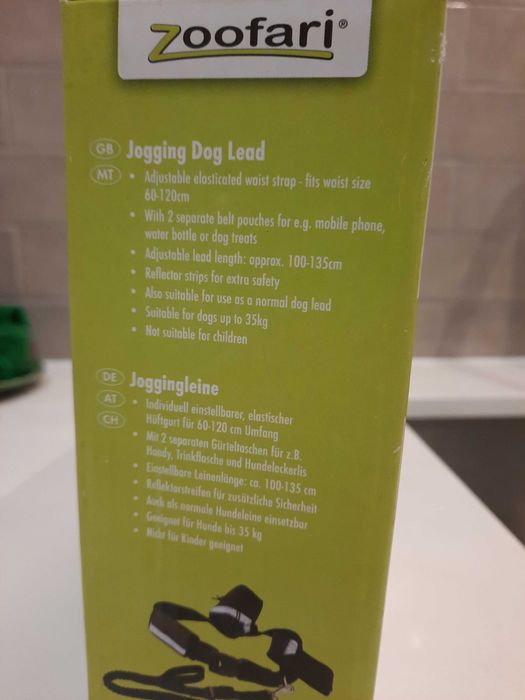 zoofari®
GB Jogging Dog Lead
MT • Adjustable elasticated waist strap - fits waist size
60-120cm
• With 2 separate belt pouches for e.g. mobile phone,
water bottle or dog treats
• Adjustable lead length: approx. 100-135cm
• Reflector strips for extra safety
• Also suitable for use as a normal dog lead
• Suitable for dogs up to 35kg
• Not suitable for children
DE Joggingleine
AT • Individuell einstellbarer, elastischer
CH Hüftgurt für 60-120 cm Umfang
• Mit 2 separaten Gürteltaschen für z.B.
Handy, Trinkflasche und Hundeleckerlis
• Einstellbare Leinenlänge: ca. 100-135 cm
• Reflektorstreifen für zusätzliche Sicherheit
• Auch als normale Hundeleine einsetzbar
• Geeignet für Hunde bis 35 kg
• Nicht für Kinder geeignet